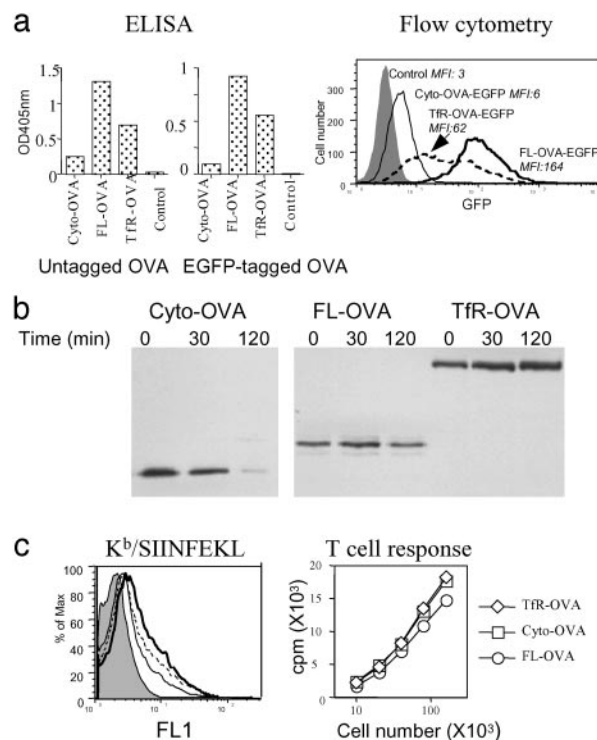 a
ELISA
Flow cytometry
OD405nm
1.5
1
0.5
0
1
0.5
0
Cyto-OVA
FL-OVA
TfR-OVA
Control
Cyto-OVA
FL-OVA
TfR-OVA
Control
Untagged OVA
EGFP-tagged OVA
Cell number
300
200
100
0
Control MFI: 3
Cyto-OVA-EGFP MFI:6
TfR-OVA-EGFP
MFI:62
FL-OVA-EGFP
MFI:164
GFP
b
Cyto-OVA
FL-OVA
TfR-OVA
Time (min)
0 30 120
0 30 120
0 30 120
c
Kᵇ/SIINFEKL
T cell response
% of Max
100
80
60
40
20
0
FL1
cpm (X10³)
20
15
10
5
0
10
100
Cell number (X10³)
TfR-OVA
Cyto-OVA
FL-OVA